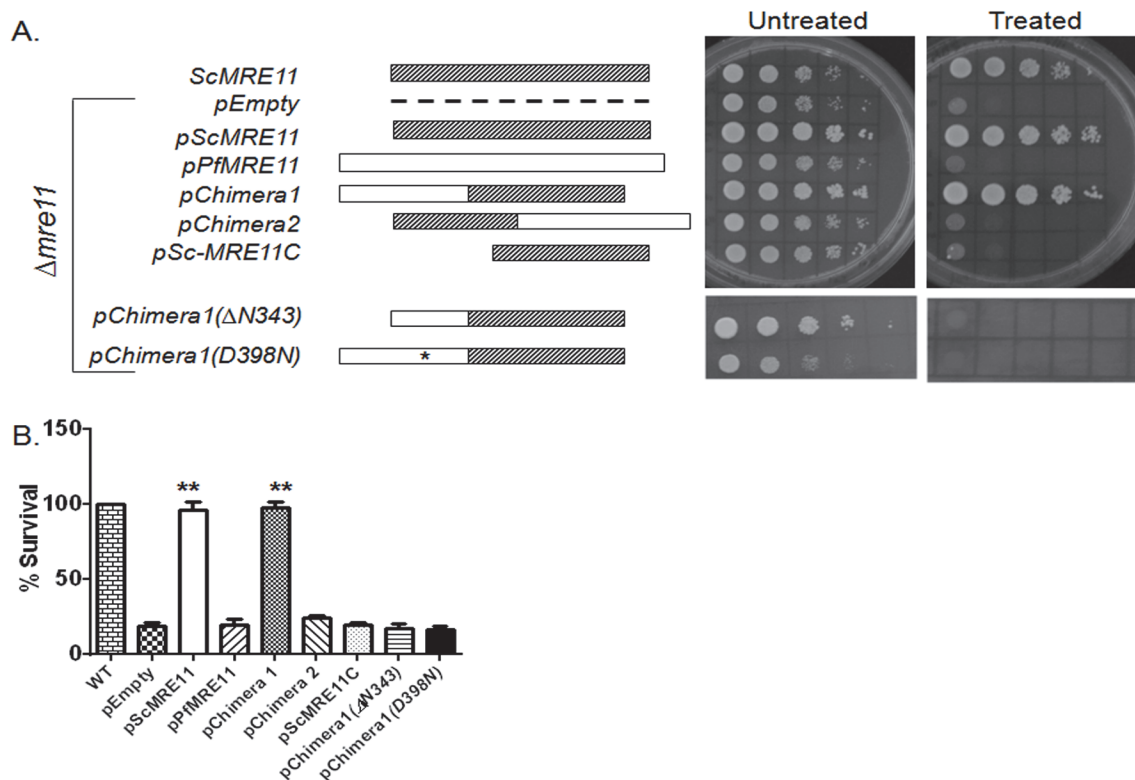 A.
Untreated
Treated
ScMRE11
pEmpty
pScMRE11
pPfMRE11
pChimera1
pChimera2
pSc-MRE11C
pChimera1(ΔN343)
pChimera1(D398N)
*
Δmre11
B.
% Survival
150
100
50
0
**
**
WT
pEmpty
pScMRE11
pPfMRE11
pChimera 1
pChimera 2
pScMRE11C
pChimera1(ΔN343)
pChimera1(D398N)